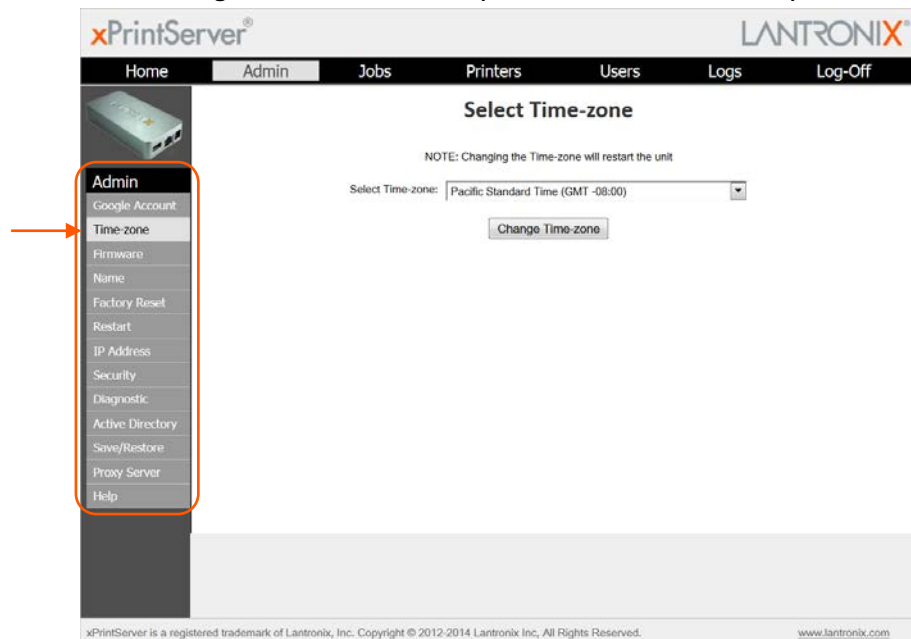 xPrintServer®
LANTRONIX®
Home Admin Jobs Printers Users Logs Log-Off
Select Time-zone
NOTE: Changing the Time-zone will restart the unit
Select Time-zone: Pacific Standard Time (GMT -08:00)
Change Time-zone
Admin
Google Account
Time-zone
Firmware
Name
Factory Reset
Restart
IP Address
Security
Diagnostic
Active Directory
Save/Restore
Proxy Server
Help
xPrintServer is a registered trademark of Lantronix, Inc. Copyright © 2012-2014 Lantronix Inc, All Rights Reserved. www.lantronix.com